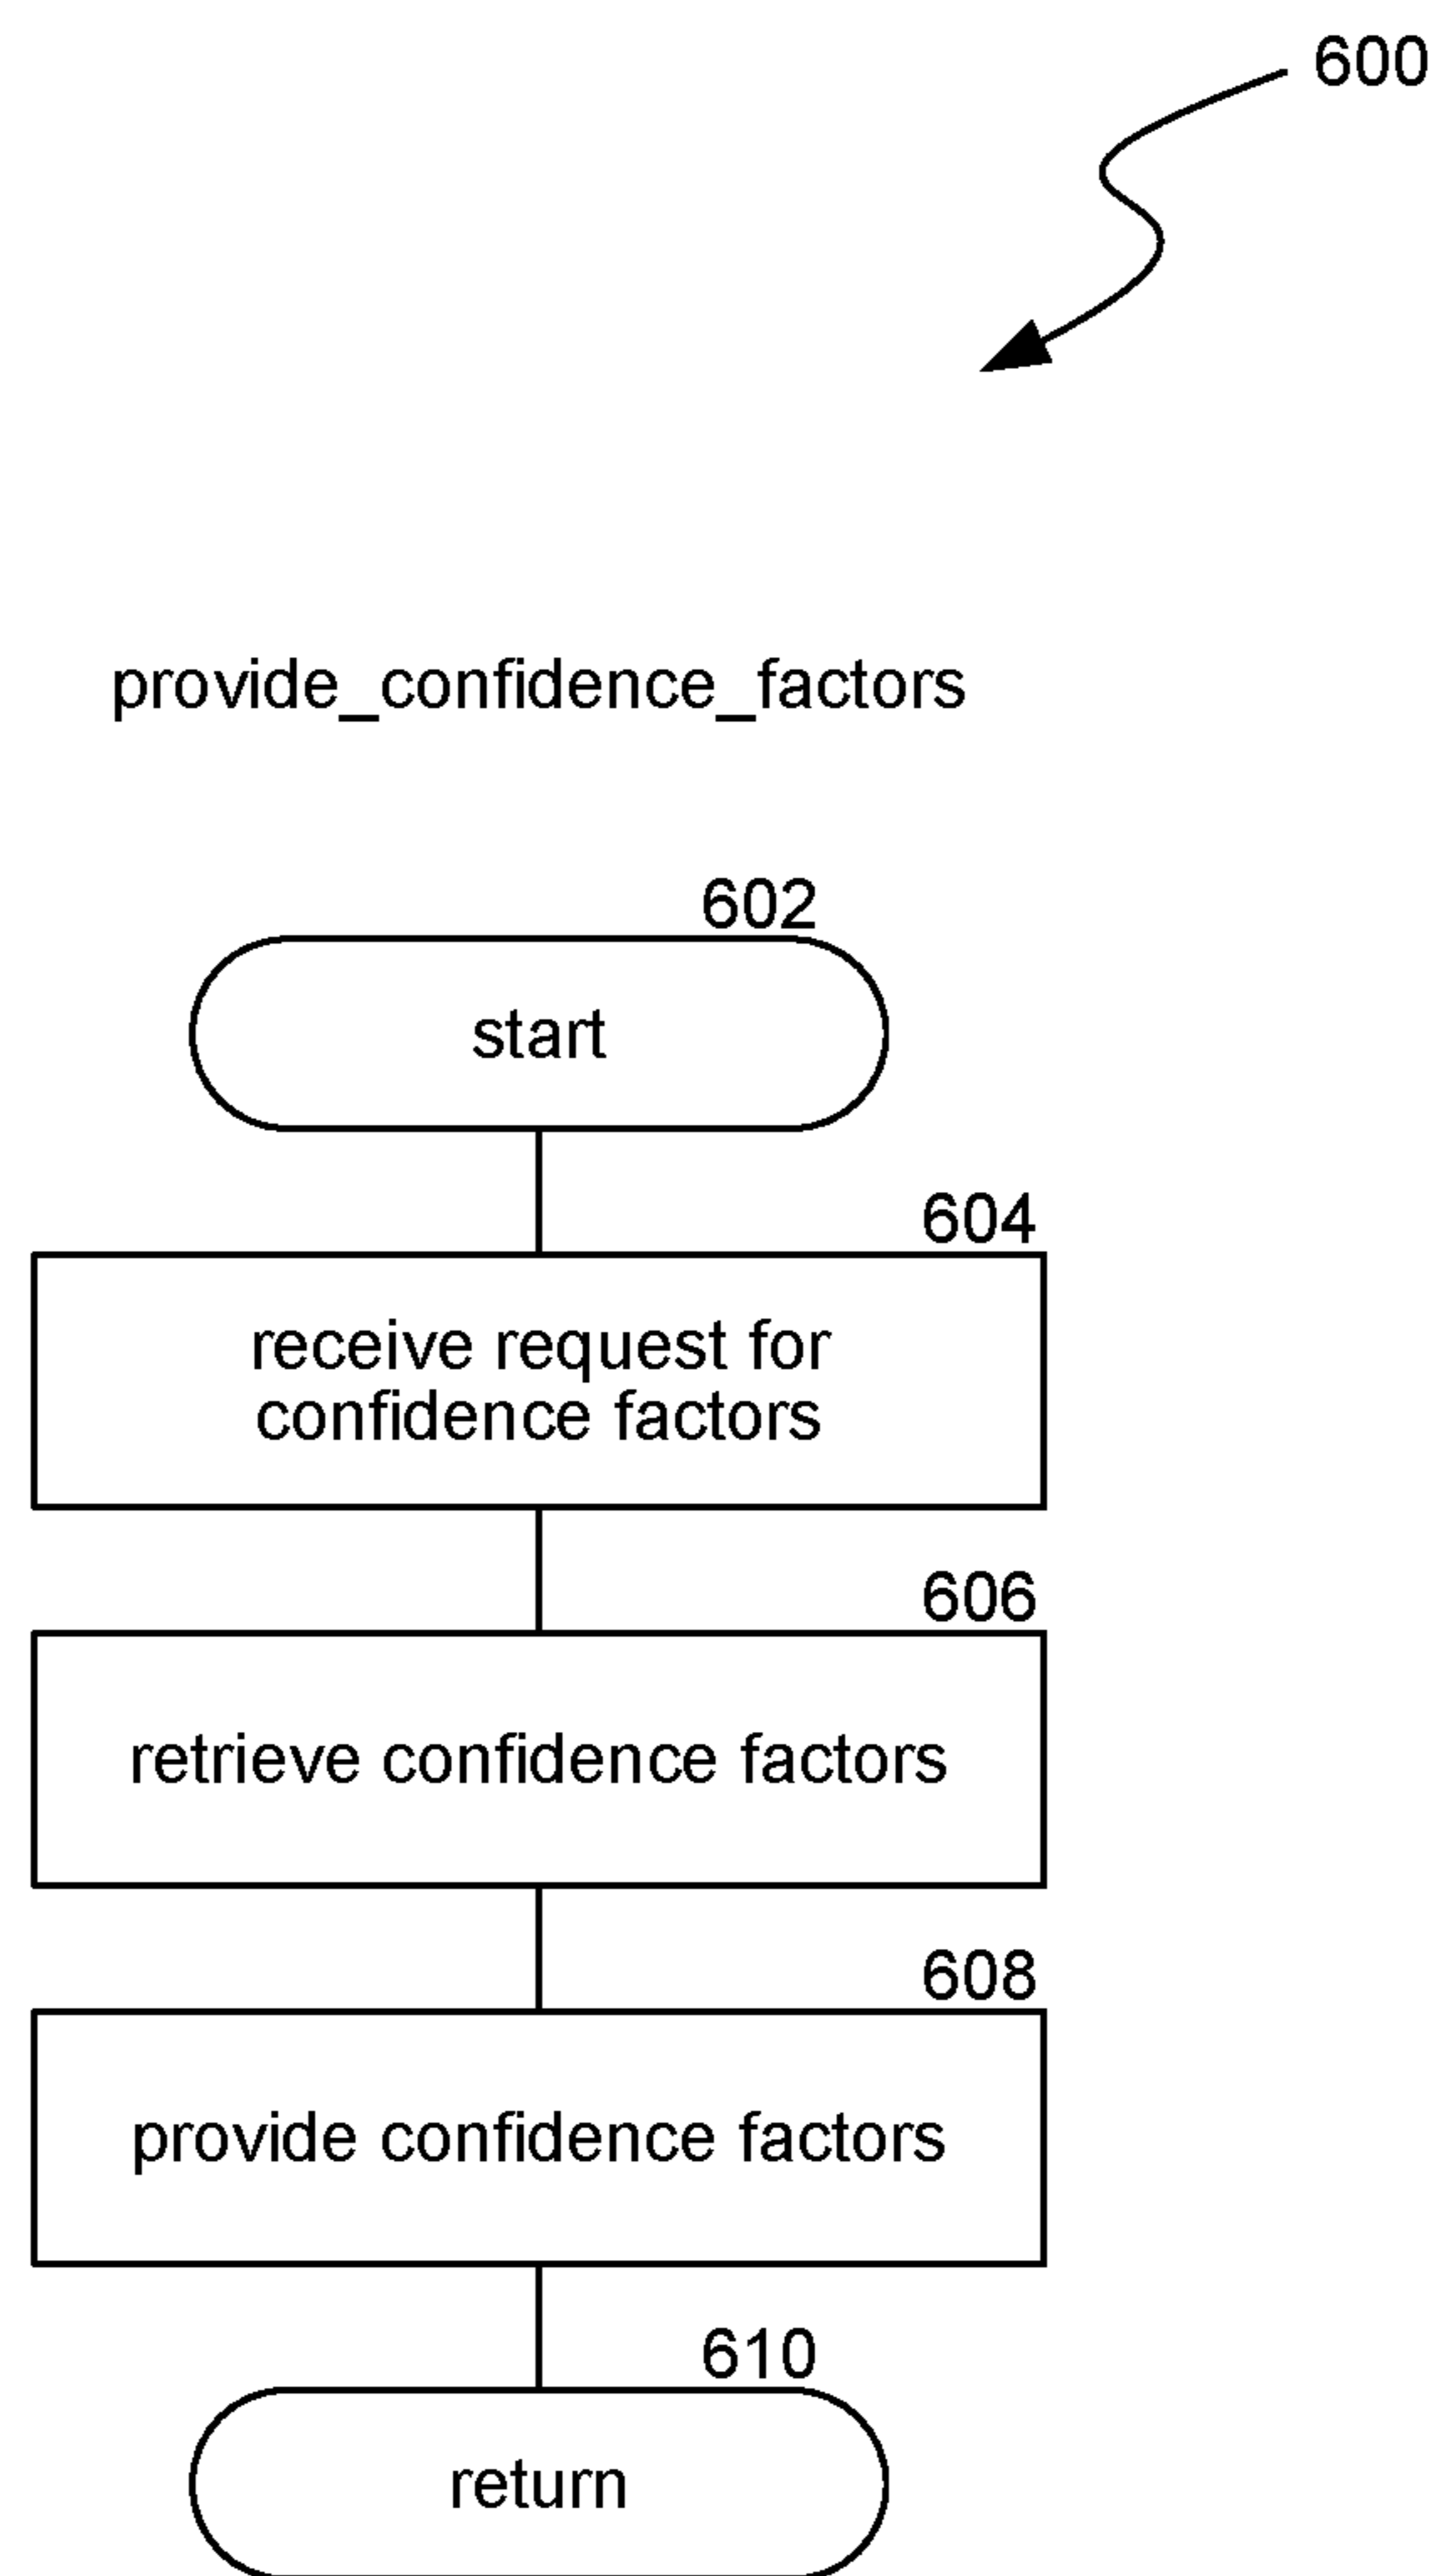 600
provide_confidence_factors
602
start
604
receive request for
confidence factors
606
retrieve confidence factors
608
provide confidence factors
610
return